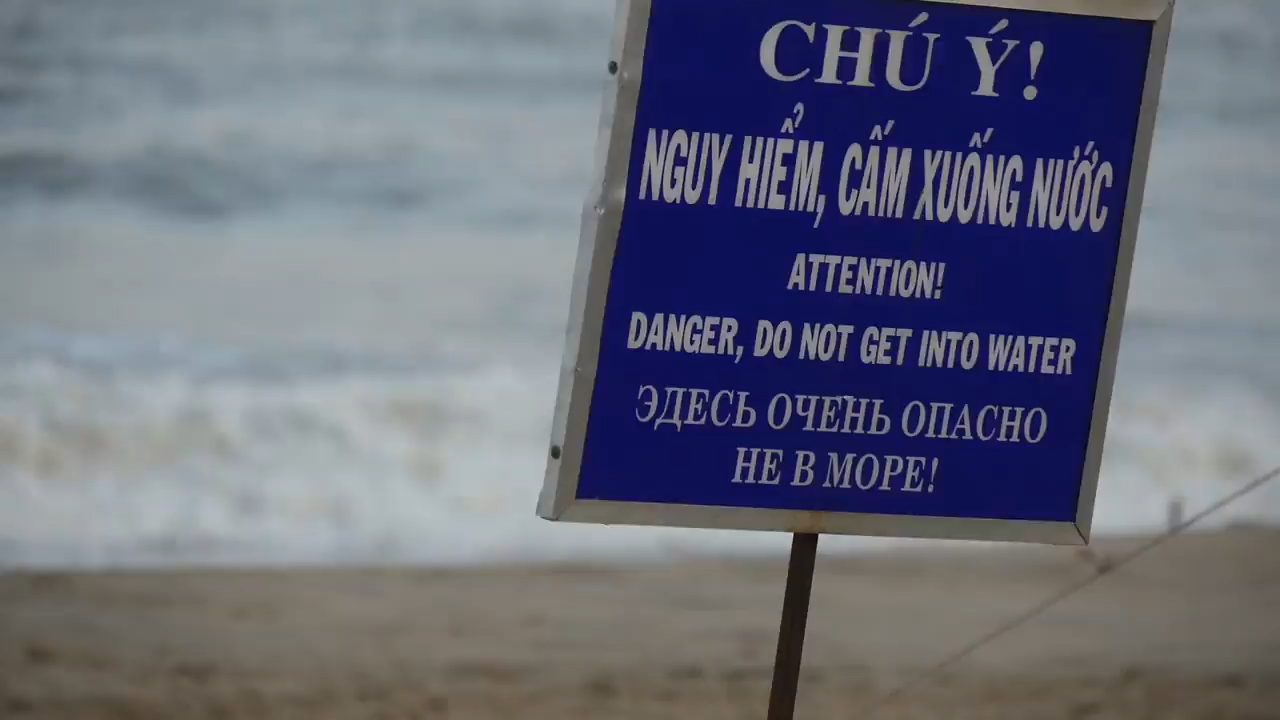 CHÚ Ý!
NGUY HIỂM, CẤM XUỐNG NƯỚC
ATTENTION!
DANGER, DO NOT GET INTO WATER
ЭДЕСЬ ОЧЕНЬ ОПАСНО
НЕ В МОРЕ!